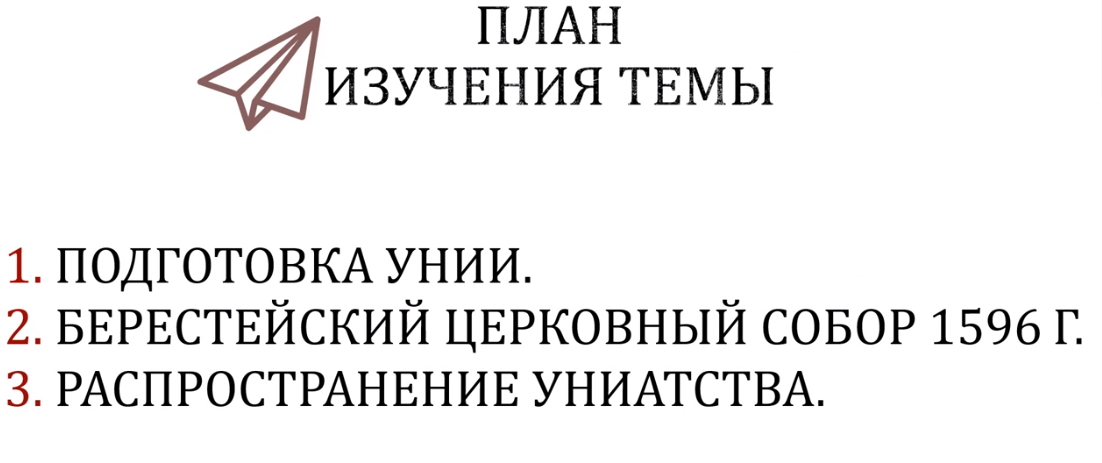 ПЛАН
ИЗУЧЕНИЯ ТЕМЫ
1. ПОДГОТОВКА УНИИ.
2. БЕРЕСТЕЙСКИЙ ЦЕРКОВНЫЙ СОБОР 1596 Г.
3. РАСПРОСТРАНЕНИЕ УНИАТСТВА.